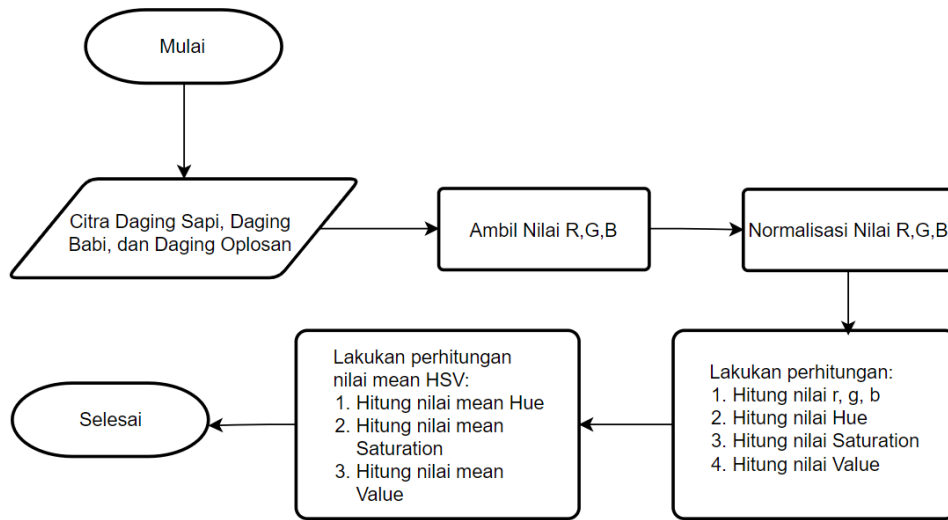 Mulai
Citra Daging Sapi, Daging
Babi, dan Daging Oplosan
Ambil Nilai R,G,B
Normalisasi Nilai R,G,B
Lakukan perhitungan:
1. Hitung nilai r, g, b
2. Hitung nilai Hue
3. Hitung nilai Saturation
4. Hitung nilai Value
Lakukan perhitungan
nilai mean HSV:
1. Hitung nilai mean Hue
2. Hitung nilai mean
Saturation
3. Hitung nilai mean
Value
Selesai